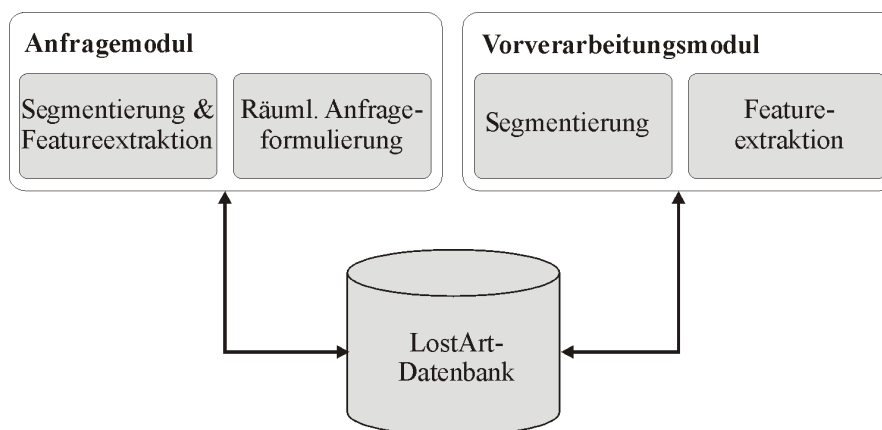 Anfragemodul
Segmentierung &
Featureextraktion
Räuml. Anfrage-
formulierung
Vorverarbeitungsmodul
Segmentierung
Feature-
extraktion
LostArt-
Datenbank